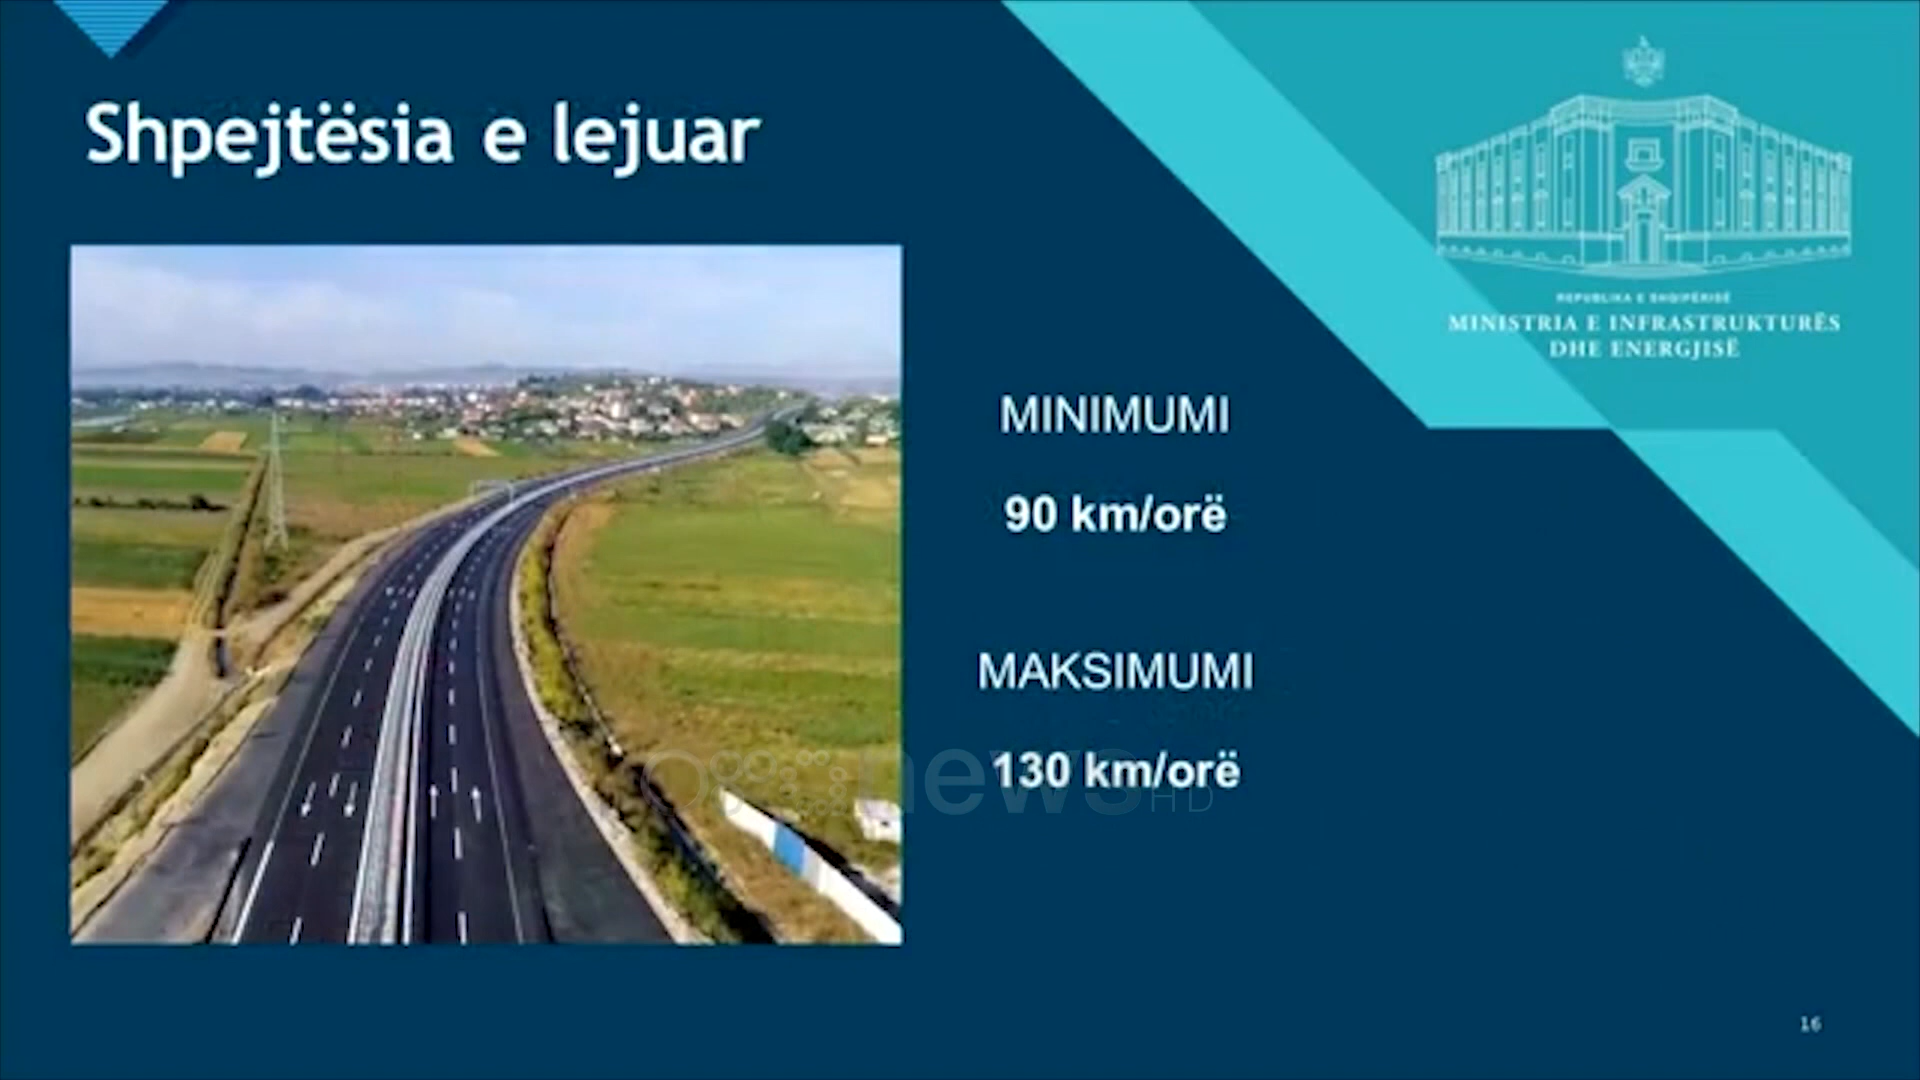 Shpejtësia e lejuar
REPUBLIKA E SHQIPËRISË
MINISTRIA E INFRASTRUKTURËS
DHE ENERGJISË
MINIMUMI
90 km/orë
MAKSIMUMI
130 km/orë
news HD
16